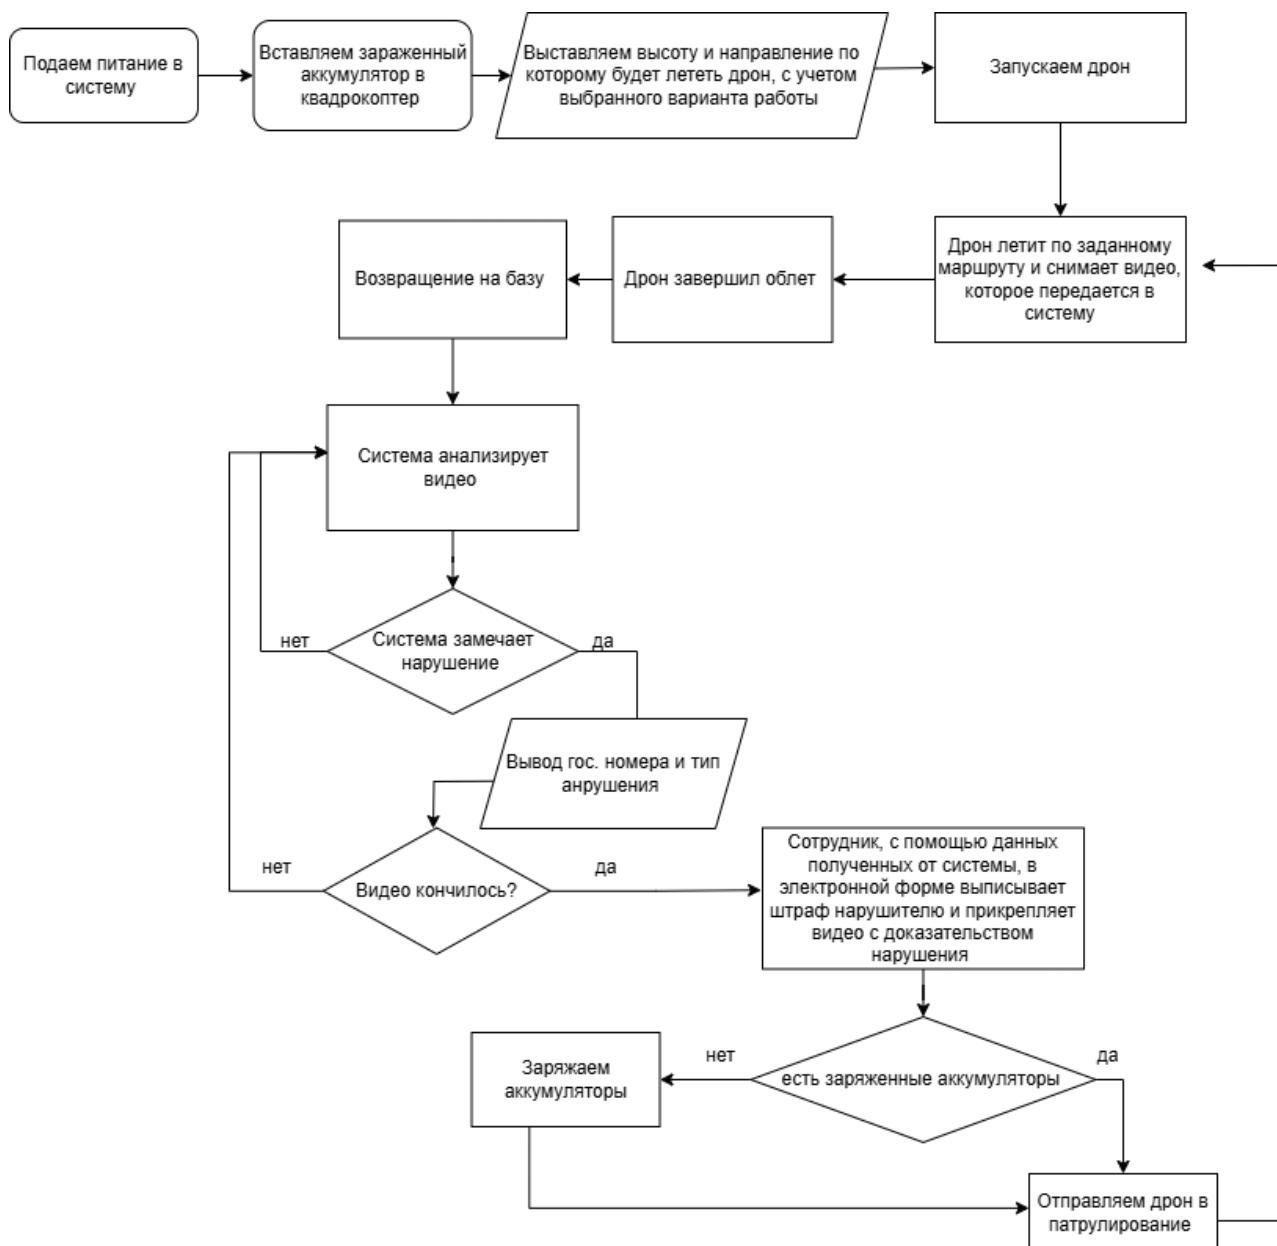 Подаем питание в
систему
Вставляем зараженный
аккумулятор в
квадрокоптер
Выставляем высоту и направление по
которому будет лететь дрон, с учетом
выбранного варианта работы
Запускаем дрон
Возвращение на базу
Дрон завершил облет
Дрон летит по заданному
маршруту и снимает видео,
которое передается в
систему
Система анализирует
видео
нет
Система замечает
нарушение
да
Вывод гос. номера и тип
анрушения
нет
Видео кончилось?
да
Сотрудник, с помощью данных
полученных от системы, в
электронной форме выписывает
штраф нарушителю и прикрепляет
видео с доказательством
нарушения
Заряжаем
аккумуляторы
нет
есть заряженные аккумуляторы
да
Отправляем дрон в
патрулирование